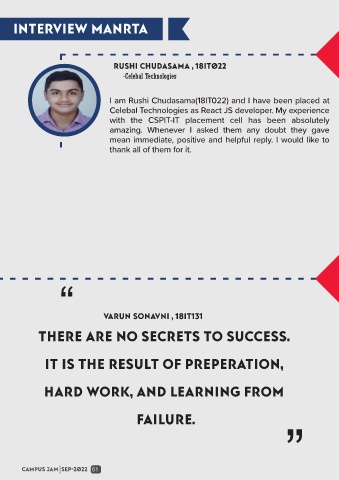 INTERVIEW MANRTA
RUSHI CHUDASAMA , 18IT022
-Celebal Technologies
I am Rushi Chudasama(18IT022) and I have been placed at
Celebal Technologies as React JS developer. My experience
with the CSPIT-IT placement cell has been absolutely
amazing. Whenever I asked them any doubt they gave
mean immediate, positive and helpful reply. I would like to
thank all of them for it.
“
VARUN SONAVNI , 18IT131
THERE ARE NO SECRETS TO SUCCESS.
IT IS THE RESULT OF PREPERATION,
HARD WORK, AND LEARNING FROM
FAILURE.
”
CAMPUS JAM|SEP-2022 51